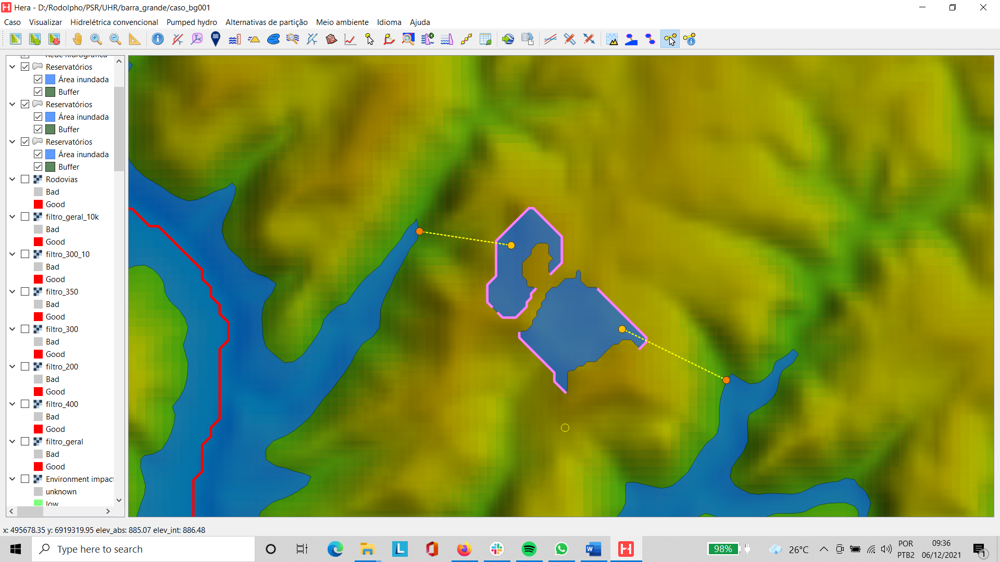 Hera - D:/Rodolpho/PSR/UHR/barra_grande/caso_bg001
Caso Visualizar Hidrelétrica convencional Pumped hydro Alternativas de partição Meio ambiente Idioma Ajuda
Rede hidrográfica
Reservatórios
Área inundada
Buffer
Reservatórios
Área inundada
Buffer
Reservatórios
Área inundada
Buffer
Rodovias
Bad
Good
filtro_geral_10k
Bad
Good
filtro_300_10
Bad
Good
filtro_350
Bad
Good
filtro_300
Bad
Good
filtro_200
Bad
Good
filtro_400
Bad
Good
filtro_geral
Bad
Good
Environment impact
unknown
low
x: 495678.35 y: 6919319.95 elev_abs: 885.07 elev_int: 886.48
Type here to search
98%
26°C
POR
PTB2
09:36
06/12/2021
1